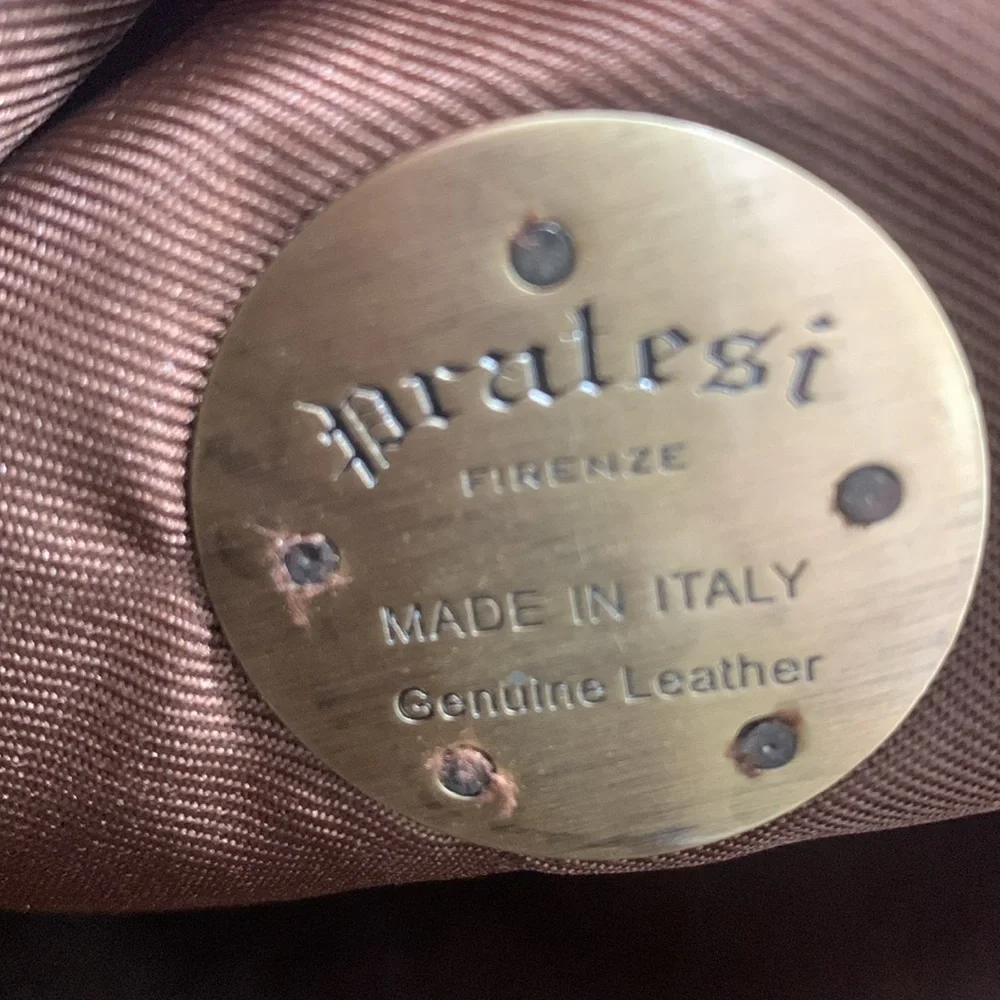 Pratesi
FIRENZE
MADE IN ITALY
Genuine Leather